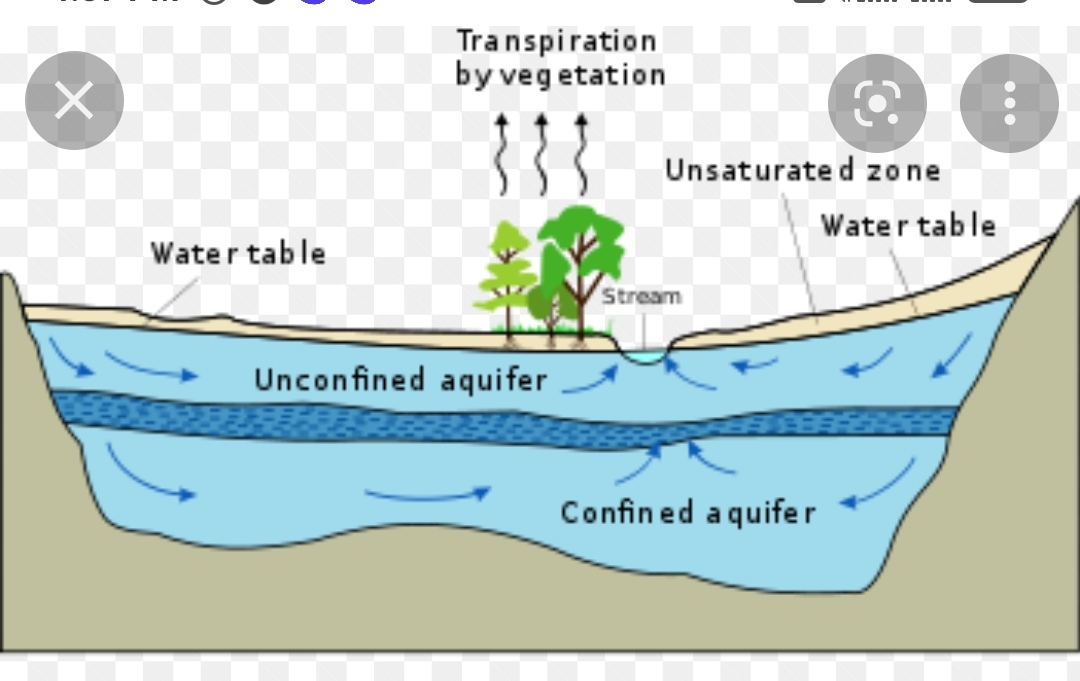 Transpiration
by vegetation
Unsaturated zone
Water table
Water table
Stream
Unconfined aquifer
Confined aquifer